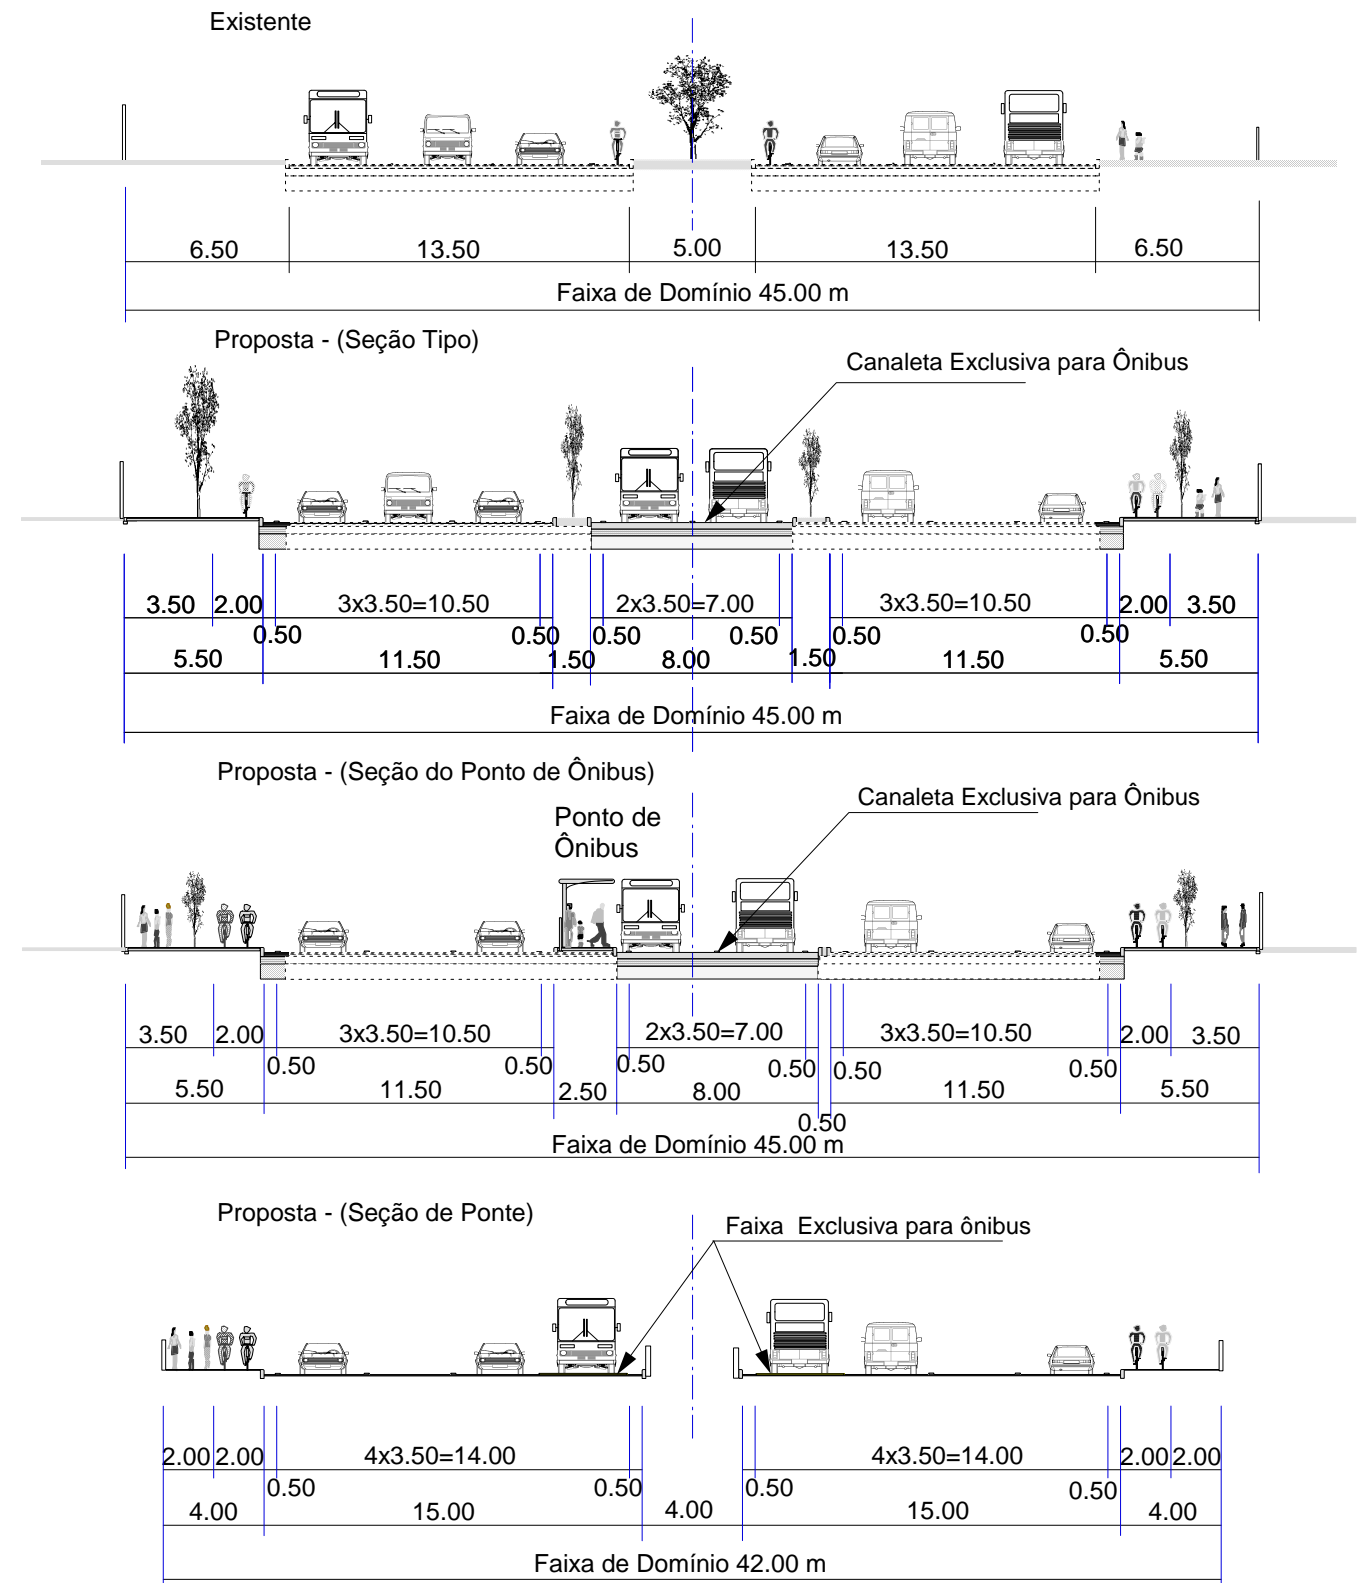 Existente
6.50 13.50 5.00 13.50 6.50
Faixa de Domínio 45.00 m
Proposta - (Seção Tipo)
Canaleta Exclusiva para Ônibus
3.50 2.00 3x3.50=10.50 2x3.50=7.00 3x3.50=10.50 2.00 3.50
0.50 0.50 0.50 0.50 0.50 0.50
5.50 11.50 1.50 8.00 1.50 11.50 5.50
Faixa de Domínio 45.00 m
Proposta - (Seção do Ponto de Ônibus)
Canaleta Exclusiva para Ônibus
Ponto de
Ônibus
3.50 2.00 3x3.50=10.50 2x3.50=7.00 3x3.50=10.50 2.00 3.50
0.50 0.50 0.50 0.50 0.50 0.50
5.50 11.50 2.50 8.00 11.50 5.50
0.50
Faixa de Domínio 45.00 m
Proposta - (Seção de Ponte)
Faixa Exclusiva para ônibus
2.00 2.00 4x3.50=14.00 4x3.50=14.00 2.00 2.00
0.50 0.50 0.50 0.50
4.00 15.00 4.00 15.00 4.00
Faixa de Domínio 42.00 m